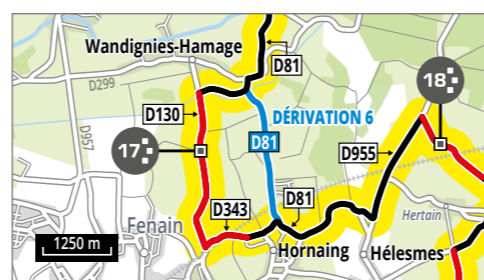 Wandignies-Hamage
D81
18
D299
D130
DÉRIVATION 6
D957
17
D81
D955
D343
D81
Hertain
1250 m
Fenain
Hornaing
Hélesmes